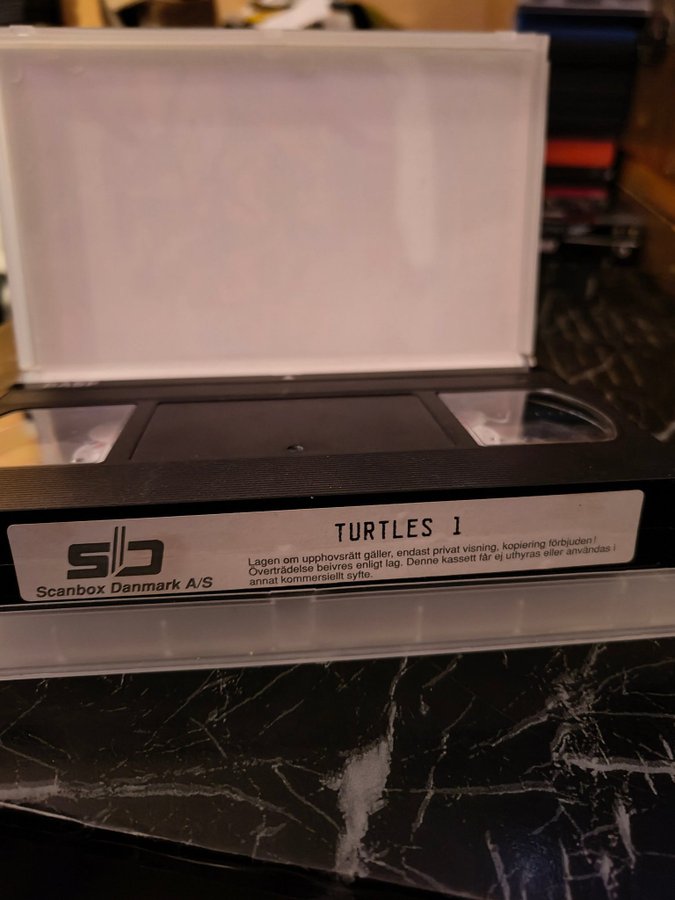 TURTLES 1
Lagen om upphovsrätt gäller, endast privat visning, kopiering förbjuden!
Överträdelse beivres enligt lag. Denne kassett får ej uthyras eller användas i
annat kommersiellt syfte.
Scanbox Danmark A/S